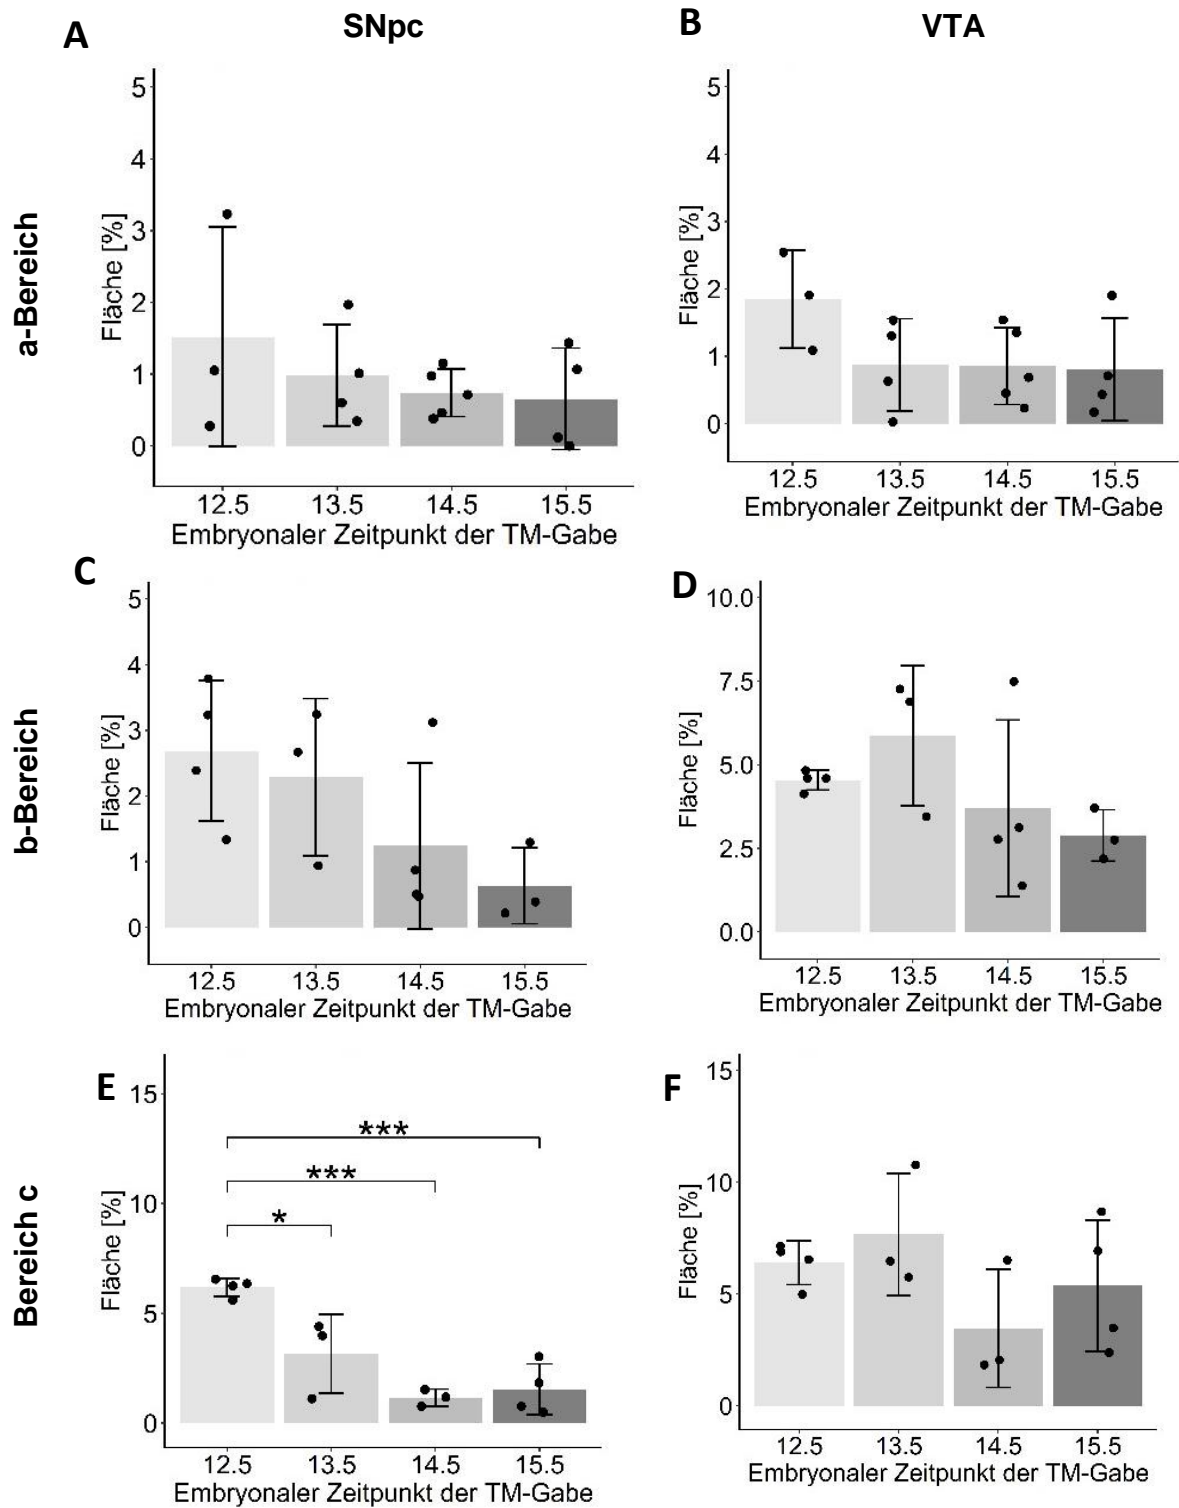 A
SNpc
B
VTA
a-Bereich
Fläche [%]
5
4
3
2
1
0
12.5 13.5 14.5 15.5
Embryonaler Zeitpunkt der TM-Gabe
Fläche [%]
5
4
3
2
1
0
12.5 13.5 14.5 15.5
Embryonaler Zeitpunkt der TM-Gabe
C
D
b-Bereich
Fläche [%]
5
4
3
2
1
0
12.5 13.5 14.5 15.5
Embryonaler Zeitpunkt der TM-Gabe
Fläche [%]
10.0
7.5
5.0
2.5
0.0
12.5 13.5 14.5 15.5
Embryonaler Zeitpunkt der TM-Gabe
E
F
Bereich c
Fläche [%]
15
10
5
0
***
***
*
12.5 13.5 14.5 15.5
Embryonaler Zeitpunkt der TM-Gabe
Fläche [%]
15
10
5
0
12.5 13.5 14.5 15.5
Embryonaler Zeitpunkt der TM-Gabe